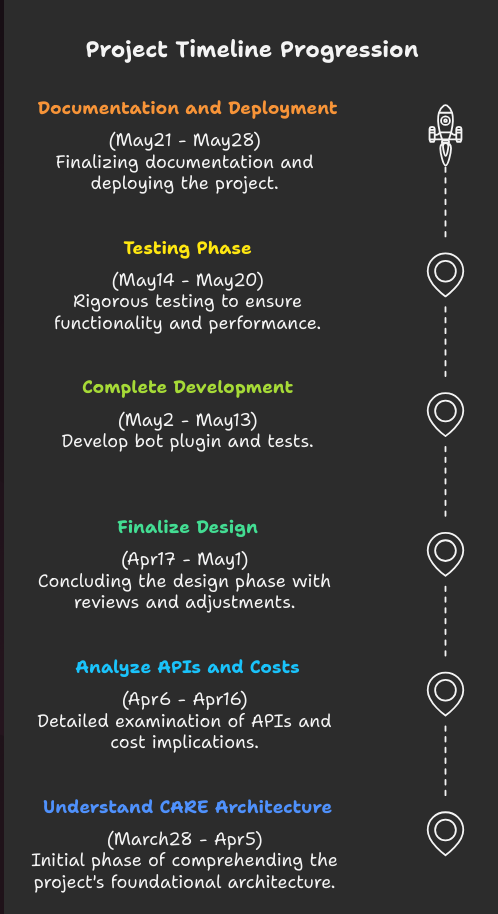 Project Timeline Progression
Documentation and Deployment
(May21 - May28)
Finalizing documentation and
deploying the project.
Testing Phase
(May14 - May20)
Rigorous testing to ensure
functionality and performance.
Complete Development
(May2 - May13)
Develop bot plugin and tests.
Finalize Design
(Apr17 - May1)
Concluding the design phase with
reviews and adjustments.
Analyze APIs and Costs
(Apr6 - Apr16)
Detailed examination of APIs and
cost implications.
Understand CARE Architecture
(March28 - Apr5)
Initial phase of comprehending the
project's foundational architecture.